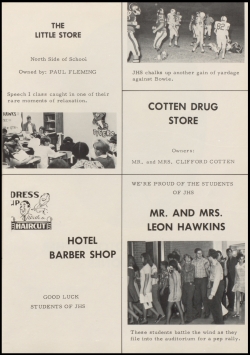 THE
LITTLE STORE
North Side of School
Owned by: PAUL FLEMING
Speech I class caught in one of their
rare moments of relaxation.
JHS chalks up another gain of yardage
against Bowie.
COTTEN DRUG
STORE
Owners:
MR. and MRS. CLIFFORD COTTEN
DRESS
UP
HAIRCUT
HOTEL
BARBER SHOP
GOOD LUCK
STUDENTS OF JHS
WE'RE PROUD OF THE STUDENTS
OF JHS
MR. AND MRS.
LEON HAWKINS
These students battle the wind as they
file into the auditorium for a pep rally.